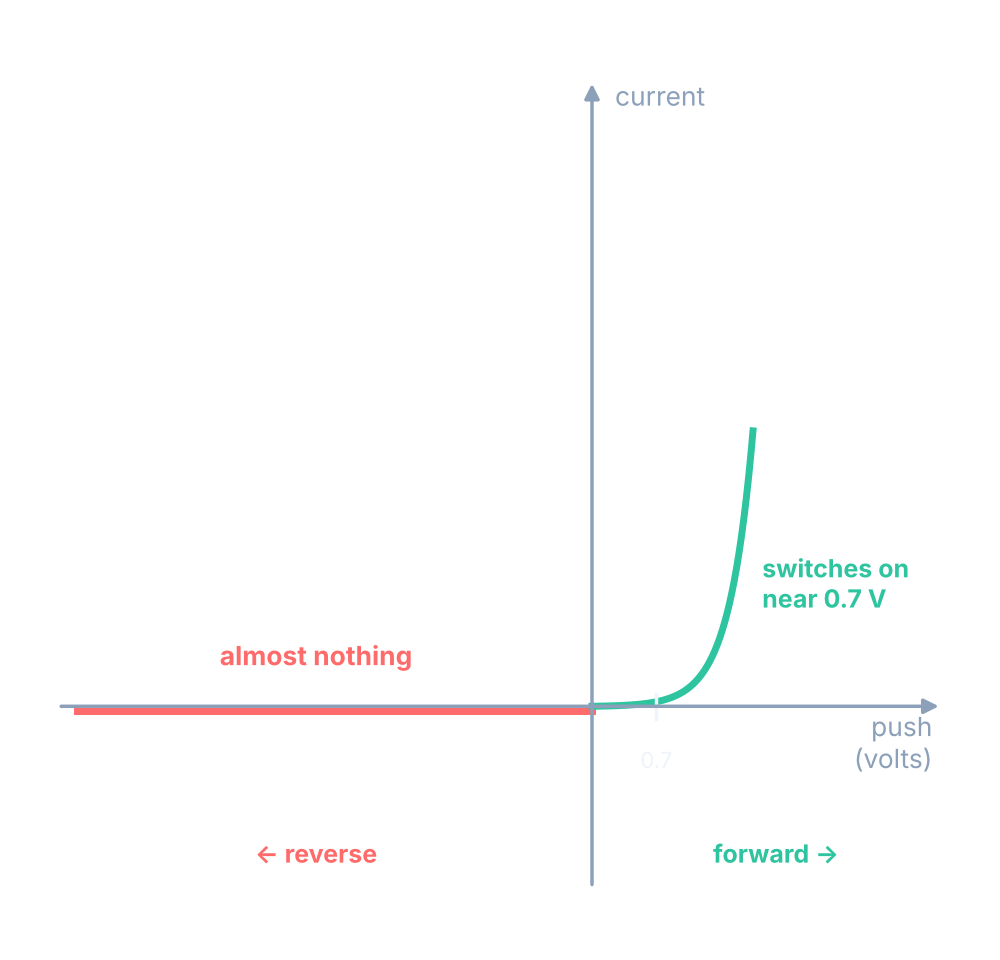 current
switches on
near 0.7 V
almost nothing
push
(volts)
0.7
← reverse
forward →